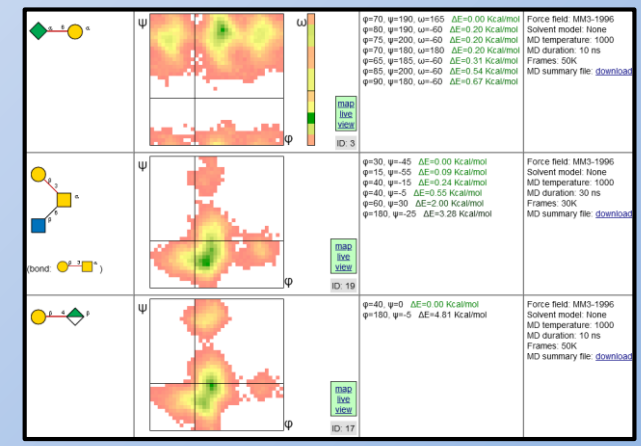 α 6 α
ψ
ω
φ
map
live
view
ID: 3
φ=70, ψ=190, ω=165 ΔE=0.00 Kcal/mol
φ=80, ψ=190, ω=-60 ΔE=0.20 Kcal/mol
φ=75, ψ=200, ω=-60 ΔE=0.20 Kcal/mol
φ=70, ψ=180, ω=180 ΔE=0.20 Kcal/mol
φ=65, ψ=185, ω=-60 ΔE=0.31 Kcal/mol
φ=85, ψ=200, ω=-60 ΔE=0.54 Kcal/mol
φ=90, ψ=180, ω=-60 ΔE=0.67 Kcal/mol
Force field: MM3-1996
Solvent model: None
MD temperature: 1000
MD duration: 10 ns
Frames: 50K
MD summary file: download
β 3 α
β 6
(bond: β 3 α )
ψ
φ
map
live
view
ID: 19
φ=30, ψ=-45 ΔE=0.00 Kcal/mol
φ=15, ψ=-55 ΔE=0.09 Kcal/mol
φ=40, ψ=-15 ΔE=0.24 Kcal/mol
φ=40, ψ=-5 ΔE=0.55 Kcal/mol
φ=60, ψ=30 ΔE=2.00 Kcal/mol
φ=180, ψ=-25 ΔE=3.28 Kcal/mol
Force field: MM3-1996
Solvent model: None
MD temperature: 1000
MD duration: 30 ns
Frames: 30K
MD summary file: download
β 4 β
ψ
φ
map
live
view
ID: 17
φ=40, ψ=0 ΔE=0.00 Kcal/mol
φ=180, ψ=-5 ΔE=4.81 Kcal/mol
Force field: MM3-1996
Solvent model: None
MD temperature: 1000
MD duration: 10 ns
Frames: 50K
MD summary file: download